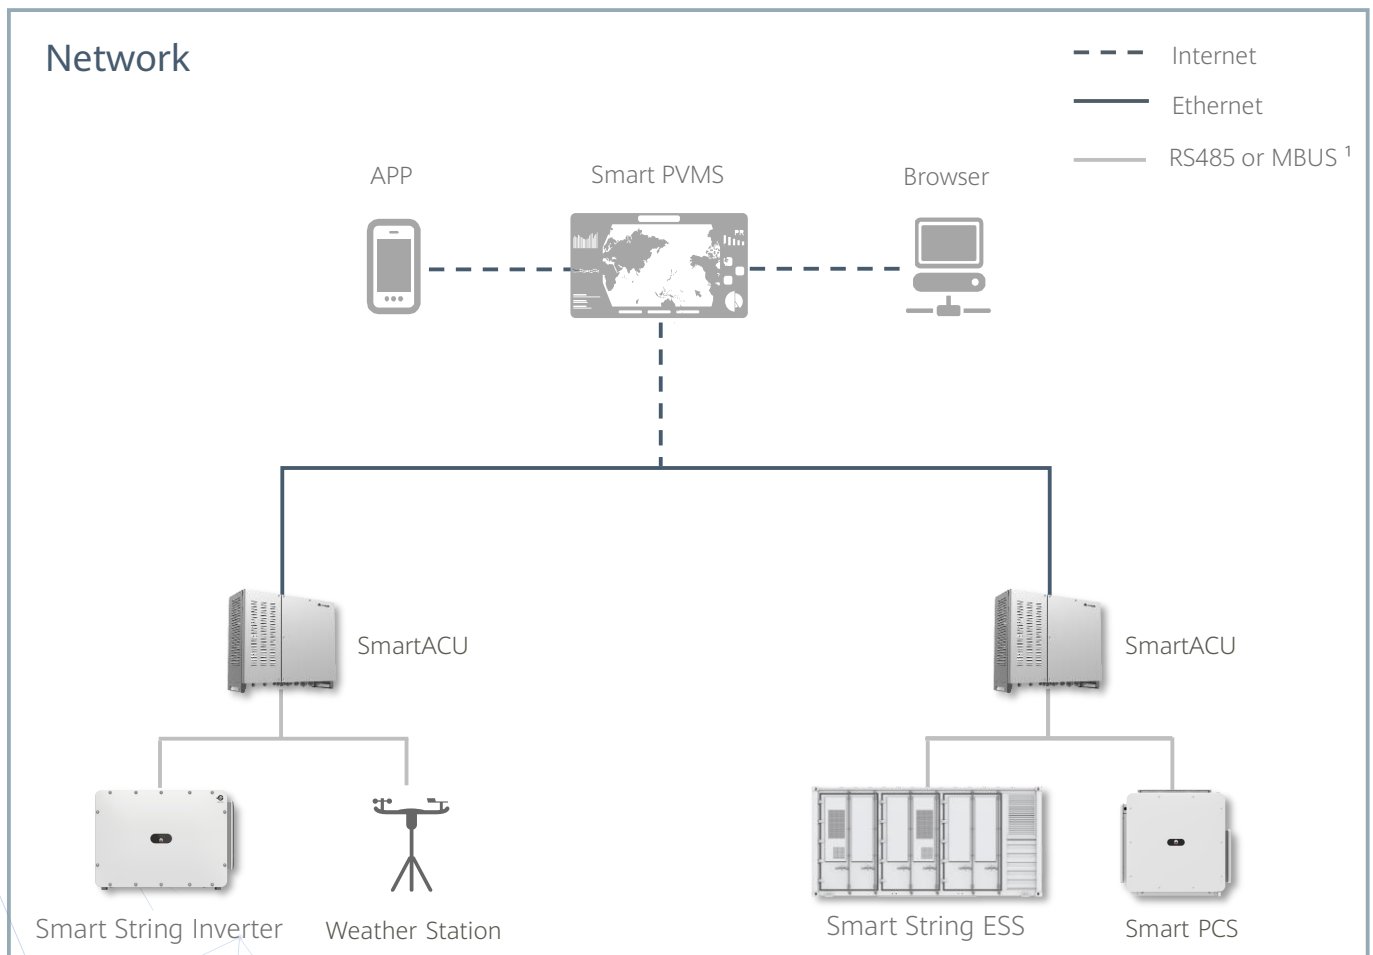 Network
Internet
Ethernet
RS485 or MBUS ¹
APP
Smart PVMS
Browser
SmartACU
SmartACU
Smart String Inverter
Weather Station
Smart String ESS
Smart PCS